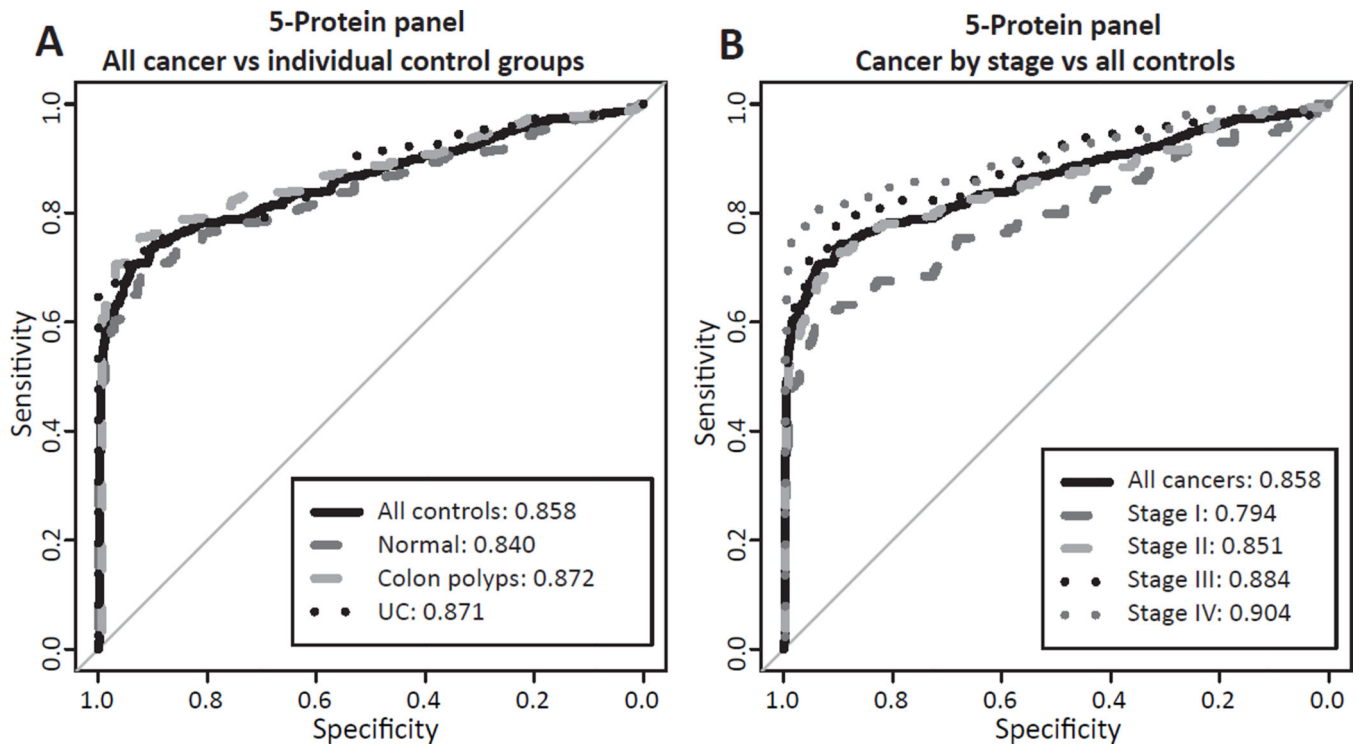 A
5-Protein panel
All cancer vs individual control groups
Sensitivity
1.0
0.8
0.6
0.4
0.2
0.0
All controls: 0.858
Normal: 0.840
Colon polyps: 0.872
UC: 0.871
1.0 0.8 0.6 0.4 0.2 0.0
Specificity
B
5-Protein panel
Cancer by stage vs all controls
Sensitivity
1.0
0.8
0.6
0.4
0.2
0.0
All cancers: 0.858
Stage I: 0.794
Stage II: 0.851
Stage III: 0.884
Stage IV: 0.904
1.0 0.8 0.6 0.4 0.2 0.0
Specificity